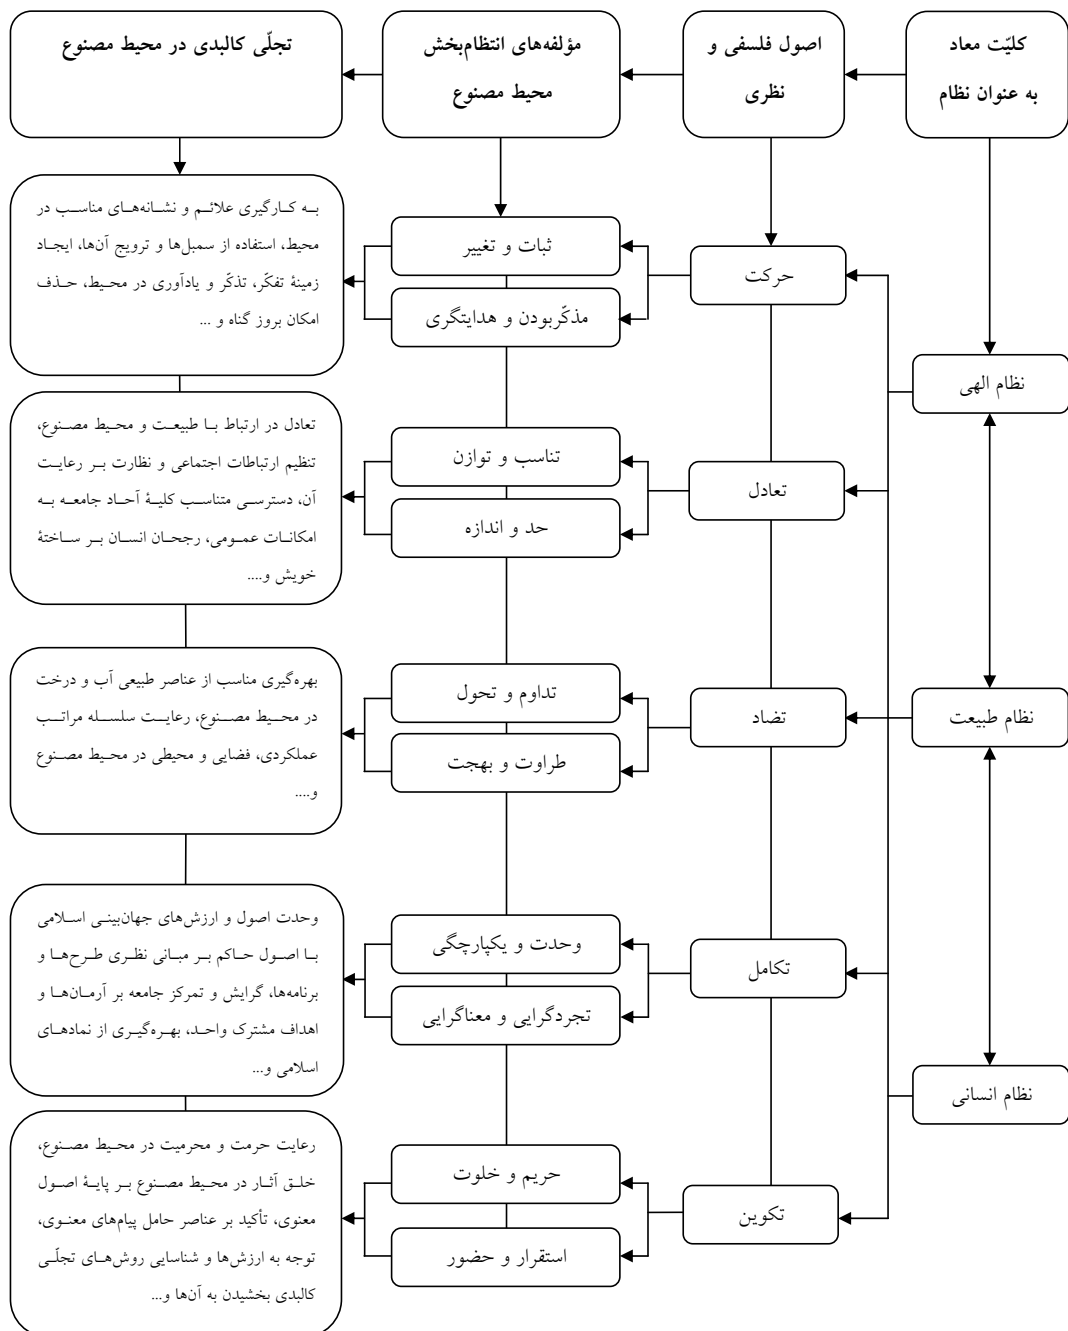 کلیّت معاد
به عنوان نظام
اصول فلسفی و
نظری
مؤلفه‌های انتظام‌بخش
محیط مصنوع
تجلّی کالبدی در محیط مصنوع
نظام الهی
نظام طبیعت
نظام انسانی
حرکت
ثبات و تغییر
مذکّربودن و هدایتگری
به کارگیری علائم و نشانه‌های مناسب در
محیط، استفاده از سمبل‌ها و ترویج آن‌ها، ایجاد
زمینهٔ تفکّر، تذکّر و یادآوری در محیط، حذف
امکان بروز گناه و ...
تعادل
تناسب و توازن
حد و اندازه
تعادل در ارتباط با طبیعت و محیط مصنوع،
تنظیم ارتباطات اجتماعی و نظارت بر رعایت
آن، دسترسی متناسب کلیهٔ آحاد جامعه به
امکانات عمومی، رجحان انسان بر ساختهٔ
خویش و....
تضاد
تداوم و تحول
طراوت و بهجت
بهره‌گیری مناسب از عناصر طبیعی آب و درخت
در محیط مصنوع، رعایت سلسله مراتب
عملکردی، فضایی و محیطی در محیط مصنوع
و....
تکامل
وحدت و یکپارچگی
تجردگرایی و معناگرایی
وحدت اصول و ارزش‌های جهان‌بینی اسلامی
با اصول حاکم بر مبانی نظری طرح‌ها و
برنامه‌ها، گرایش و تمرکز جامعه بر آرمان‌ها و
اهداف مشترک واحد، بهره‌گیری از نمادهای
اسلامی و...
تکوین
حریم و خلوت
استقرار و حضور
رعایت حرمت و محرمیت در محیط مصنوع،
خلق آثار در محیط مصنوع بر پایهٔ اصول
معنوی، تأکید بر عناصر حامل پیام‌های معنوی،
توجه به ارزش‌ها و شناسایی روش‌های تجلّی
کالبدی بخشیدن به آن‌ها و...